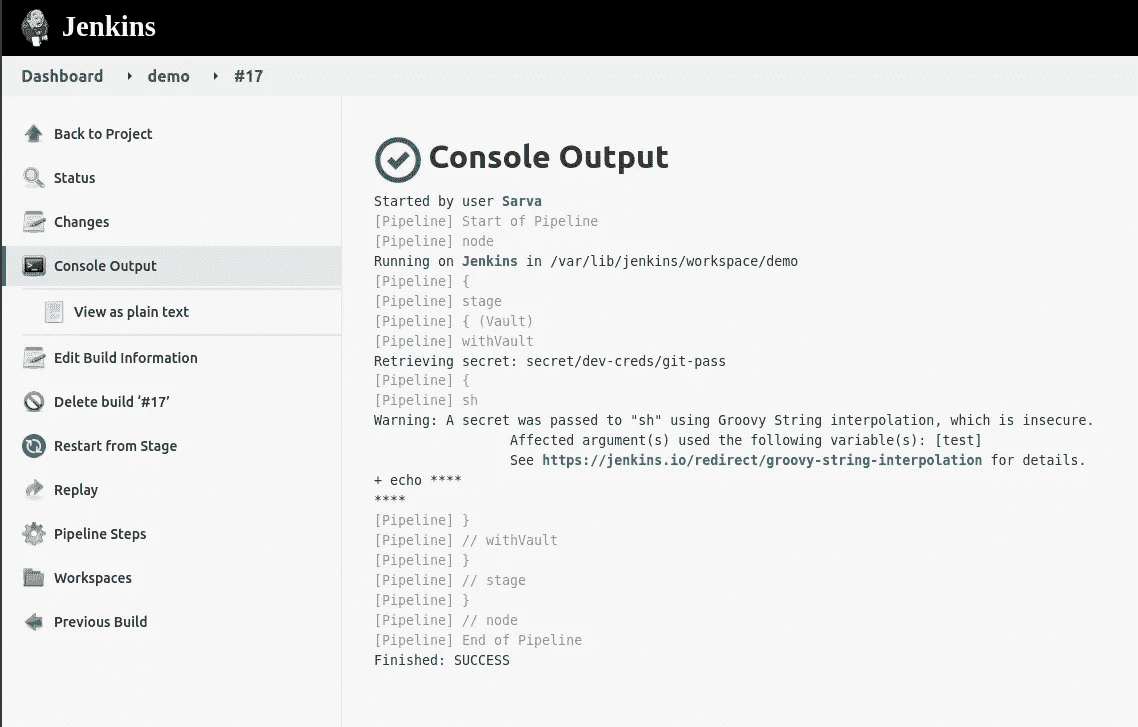 Jenkins
Dashboard
demo
#17
Back to Project
Status
Changes
Console Output
View as plain text
Edit Build Information
Delete build ‘#17’
Restart from Stage
Replay
Pipeline Steps
Workspaces
Previous Build
Console Output
Started by user Sarva
[Pipeline] Start of Pipeline
[Pipeline] node
Running on Jenkins in /var/lib/jenkins/workspace/demo
[Pipeline] {
[Pipeline] stage
[Pipeline] { (Vault)
[Pipeline] withVault
Retrieving secret: secret/dev-creds/git-pass
[Pipeline] {
[Pipeline] sh
Warning: A secret was passed to "sh" using Groovy String interpolation, which is insecure.
Affected argument(s) used the following variable(s): [test]
See https://jenkins.io/redirect/groovy-string-interpolation for details.
+ echo ****
****
[Pipeline] }
[Pipeline] // withVault
[Pipeline] }
[Pipeline] // stage
[Pipeline] }
[Pipeline] // node
[Pipeline] End of Pipeline
Finished: SUCCESS